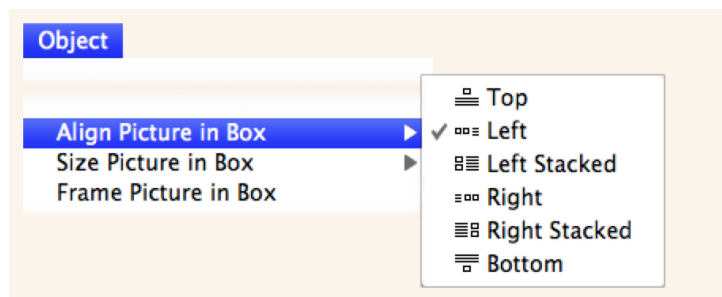 Object
Align Picture in Box
Size Picture in Box
Frame Picture in Box
Top
Left
Left Stacked
Right
Right Stacked
Bottom